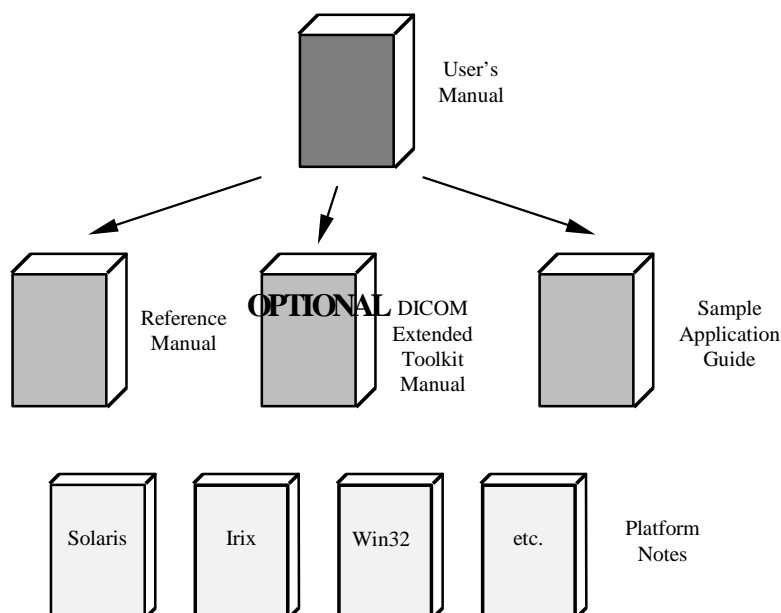 User's
Manual
Reference
Manual
OPTIONAL
DICOM
Extended
Toolkit
Manual
Sample
Application
Guide
Solaris
Irix
Win32
etc.
Platform
Notes